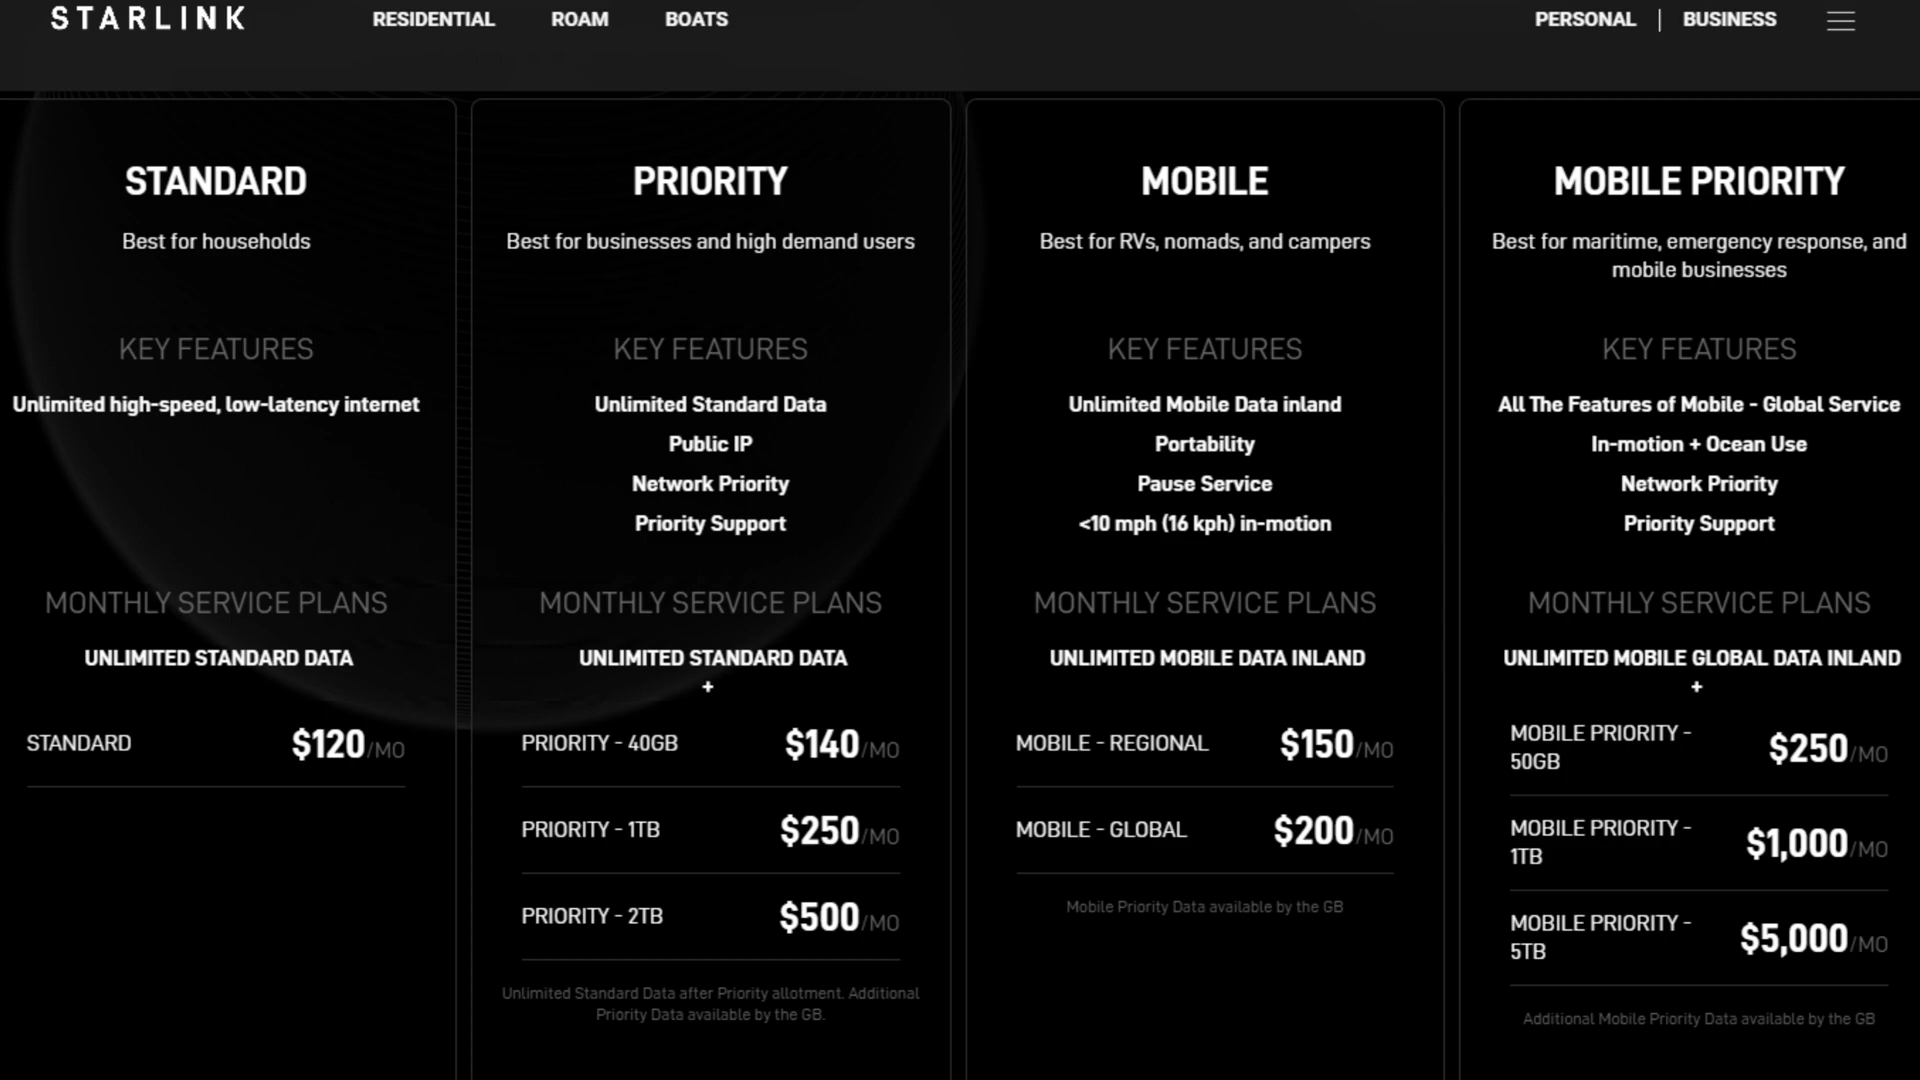 STARLINK
RESIDENTIAL
ROAM
BOATS
PERSONAL
BUSINESS
STANDARD
Best for households
KEY FEATURES
Unlimited high-speed, low-latency internet
MONTHLY SERVICE PLANS
UNLIMITED STANDARD DATA
STANDARD $120/MO
PRIORITY
Best for businesses and high demand users
KEY FEATURES
Unlimited Standard Data
Public IP
Network Priority
Priority Support
MONTHLY SERVICE PLANS
UNLIMITED STANDARD DATA
+
PRIORITY - 40GB $140/MO
PRIORITY - 1TB $250/MO
PRIORITY - 2TB $500/MO
Unlimited Standard Data after Priority allotment. Additional
Priority Data available by the GB.
MOBILE
Best for RVs, nomads, and campers
KEY FEATURES
Unlimited Mobile Data inland
Portability
Pause Service
<10 mph (16 kph) in-motion
MONTHLY SERVICE PLANS
UNLIMITED MOBILE DATA INLAND
MOBILE - REGIONAL $150/MO
MOBILE - GLOBAL $200/MO
Mobile Priority Data available by the GB
MOBILE PRIORITY
Best for maritime, emergency response, and
mobile businesses
KEY FEATURES
All The Features of Mobile - Global Service
In-motion + Ocean Use
Network Priority
Priority Support
MONTHLY SERVICE PLANS
UNLIMITED MOBILE GLOBAL DATA INLAND
+
MOBILE PRIORITY -
50GB
$250/MO
MOBILE PRIORITY -
1TB
$1,000/MO
MOBILE PRIORITY -
5TB
$5,000/MO
Additional Mobile Priority Data available by the GB